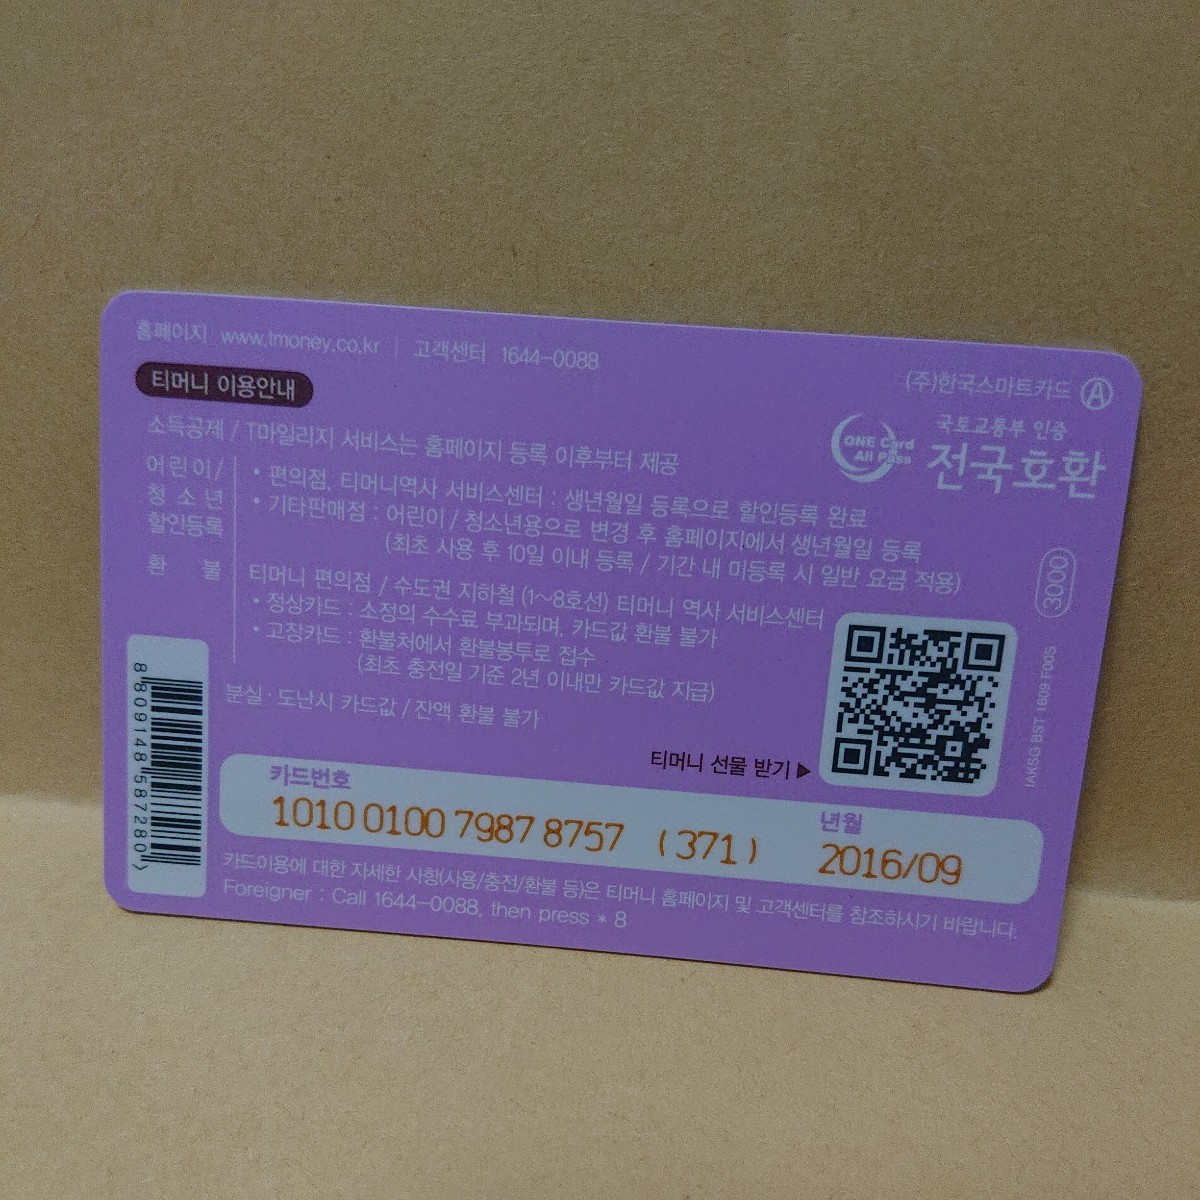 홈페이지 www.tmoney.co.kr | 고객센터 1644-0088
(주)한국스마트카드 A
티머니 이용안내
국토교통부 인증
ONE Card All Pass 전국호환
소득공제 / T마일리지 서비스는 홈페이지 등록 이후부터 제공
어린이/청소년 할인등록
• 편의점, 티머니역사 서비스센터 : 생년월일 등록으로 할인등록 완료
• 기타판매점 : 어린이 / 청소년용으로 변경 후 홈페이지에서 생년월일 등록
(최초 사용 후 10일 이내 등록 / 기간 내 미등록 시 일반 요금 적용)
환 불
티머니 편의점 / 수도권 지하철 (1~8호선) 티머니 역사 서비스센터
• 정상카드 : 소정의 수수료 부과되며, 카드값 환불 불가
• 고장카드 : 환불처에서 환불봉투로 접수
(최초 충전일 기준 2년 이내만 카드값 지급)
분실·도난시 카드값 / 잔액 환불 불가
3000
IAKSG BST 1609 F00S
티머니 선물 받기 ▶
8 809148 587280 >
카드번호
1010 0100 7987 8757 (371)
년월
2016/09
카드이용에 대한 자세한 사항(사용/충전/환불 등)은 티머니 홈페이지 및 고객센터를 참조하시기 바랍니다.
Foreigner : Call 1644-0088, then press * 8